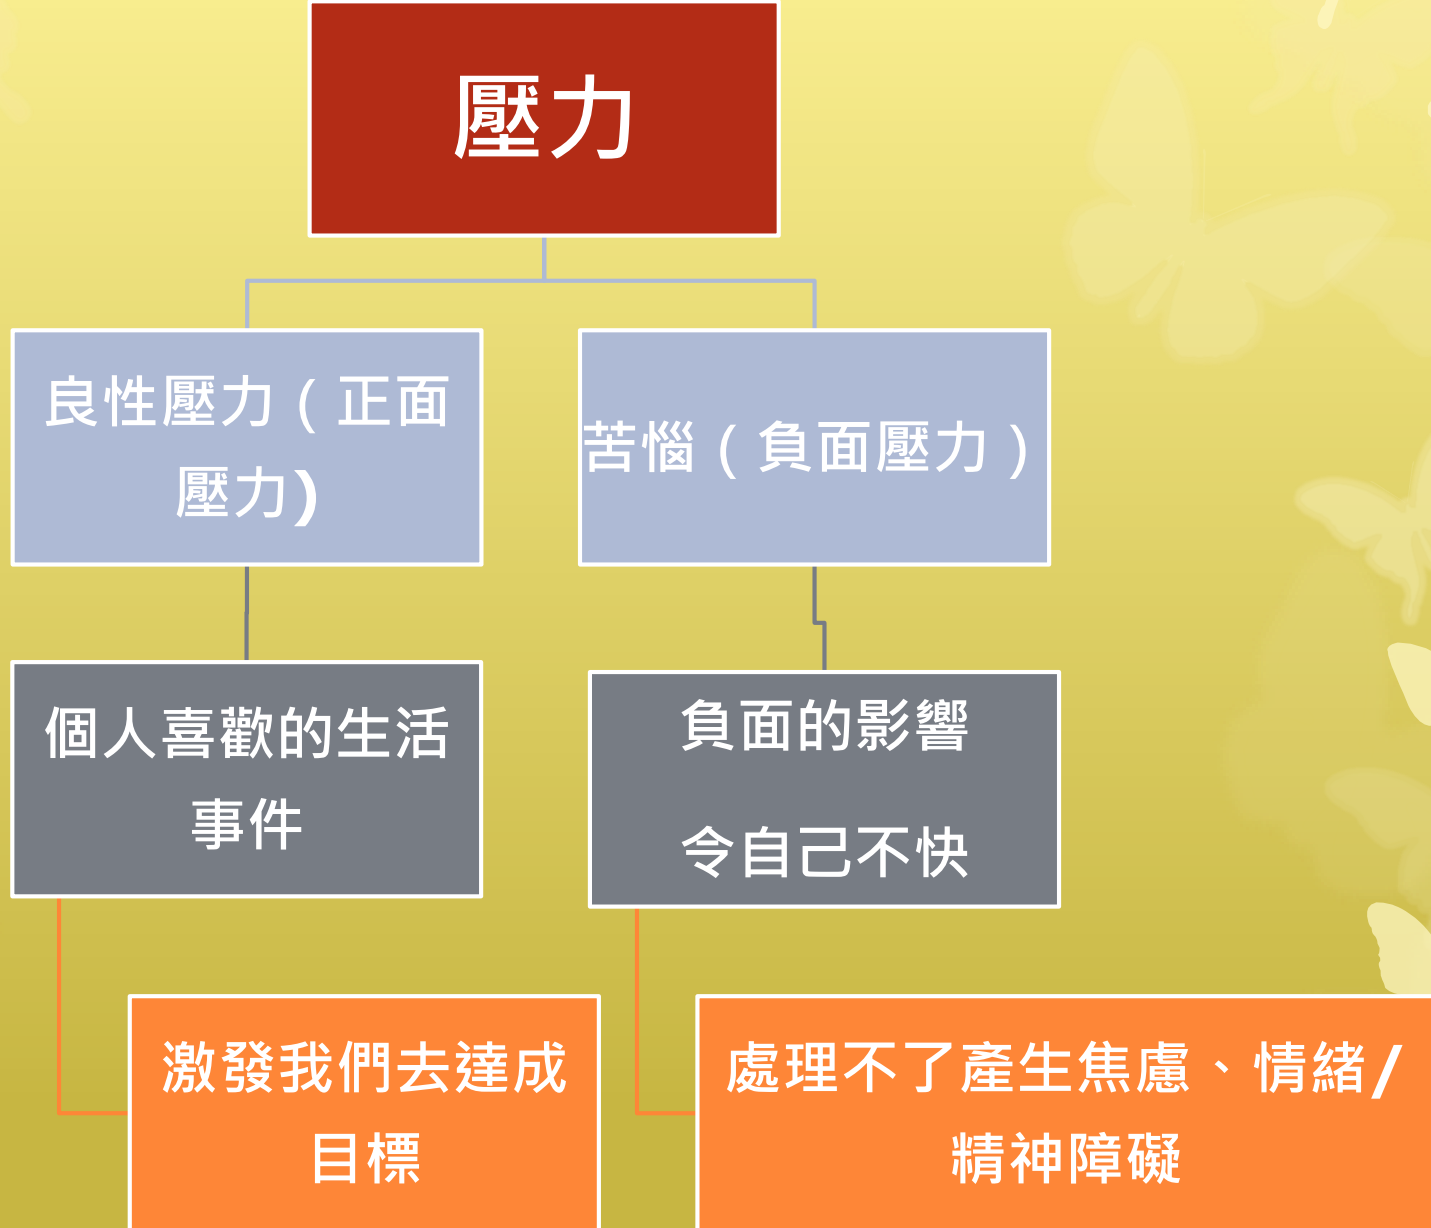 壓力
良性壓力（正面
壓力)
苦惱（負面壓力）
個人喜歡的生活
事件
負面的影響
令自己不快
激發我們去達成
目標
處理不了產生焦慮、情緒/
精神障礙